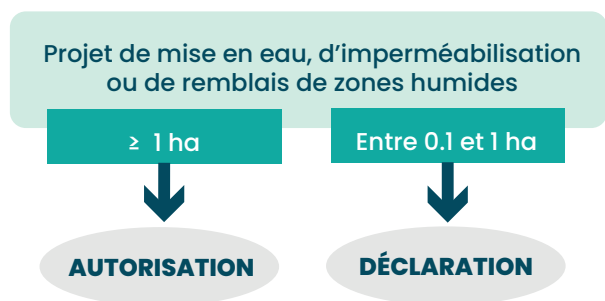 Projet de mise en eau, d’imperméabilisation
ou de remblais de zones humides
≥ 1 ha
Entre 0.1 et 1 ha
AUTORISATION
DÉCLARATION